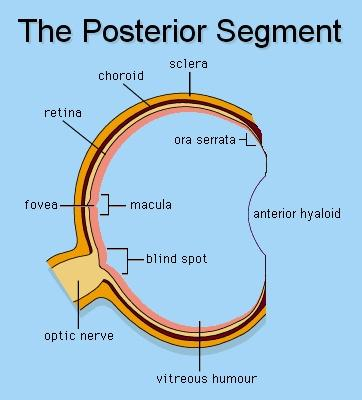 The Posterior Segment
sclera
choroid
retina
ora serrata
fovea
macula
anterior hyaloid
blind spot
optic nerve
vitreous humour